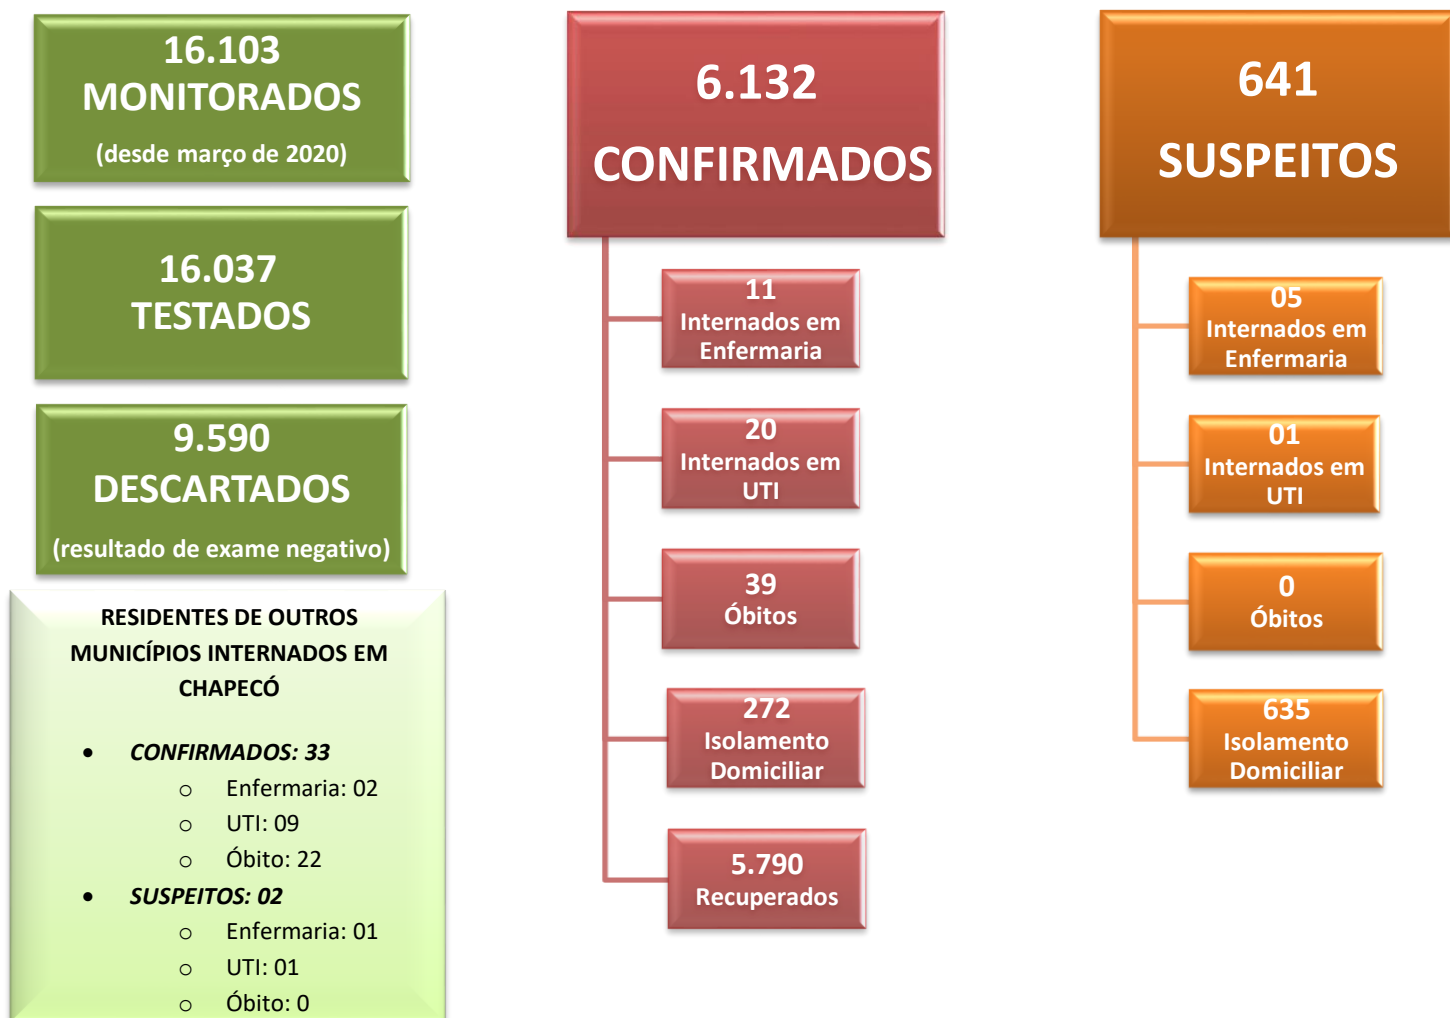 16.103
MONITORADOS
(desde março de 2020)
16.037
TESTADOS
9.590
DESCARTADOS
(resultado de exame negativo)
RESIDENTES DE OUTROS
MUNICÍPIOS INTERNADOS EM
CHAPECÓ
• CONFIRMADOS: 33
o Enfermaria: 02
o UTI: 09
o Óbito: 22
• SUSPEITOS: 02
o Enfermaria: 01
o UTI: 01
o Óbito: 0
6.132
CONFIRMADOS
11
Internados em
Enfermaria
20
Internados em
UTI
39
Óbitos
272
Isolamento
Domiciliar
5.790
Recuperados
641
SUSPEITOS
05
Internados em
Enfermaria
01
Internados em
UTI
0
Óbitos
635
Isolamento
Domiciliar